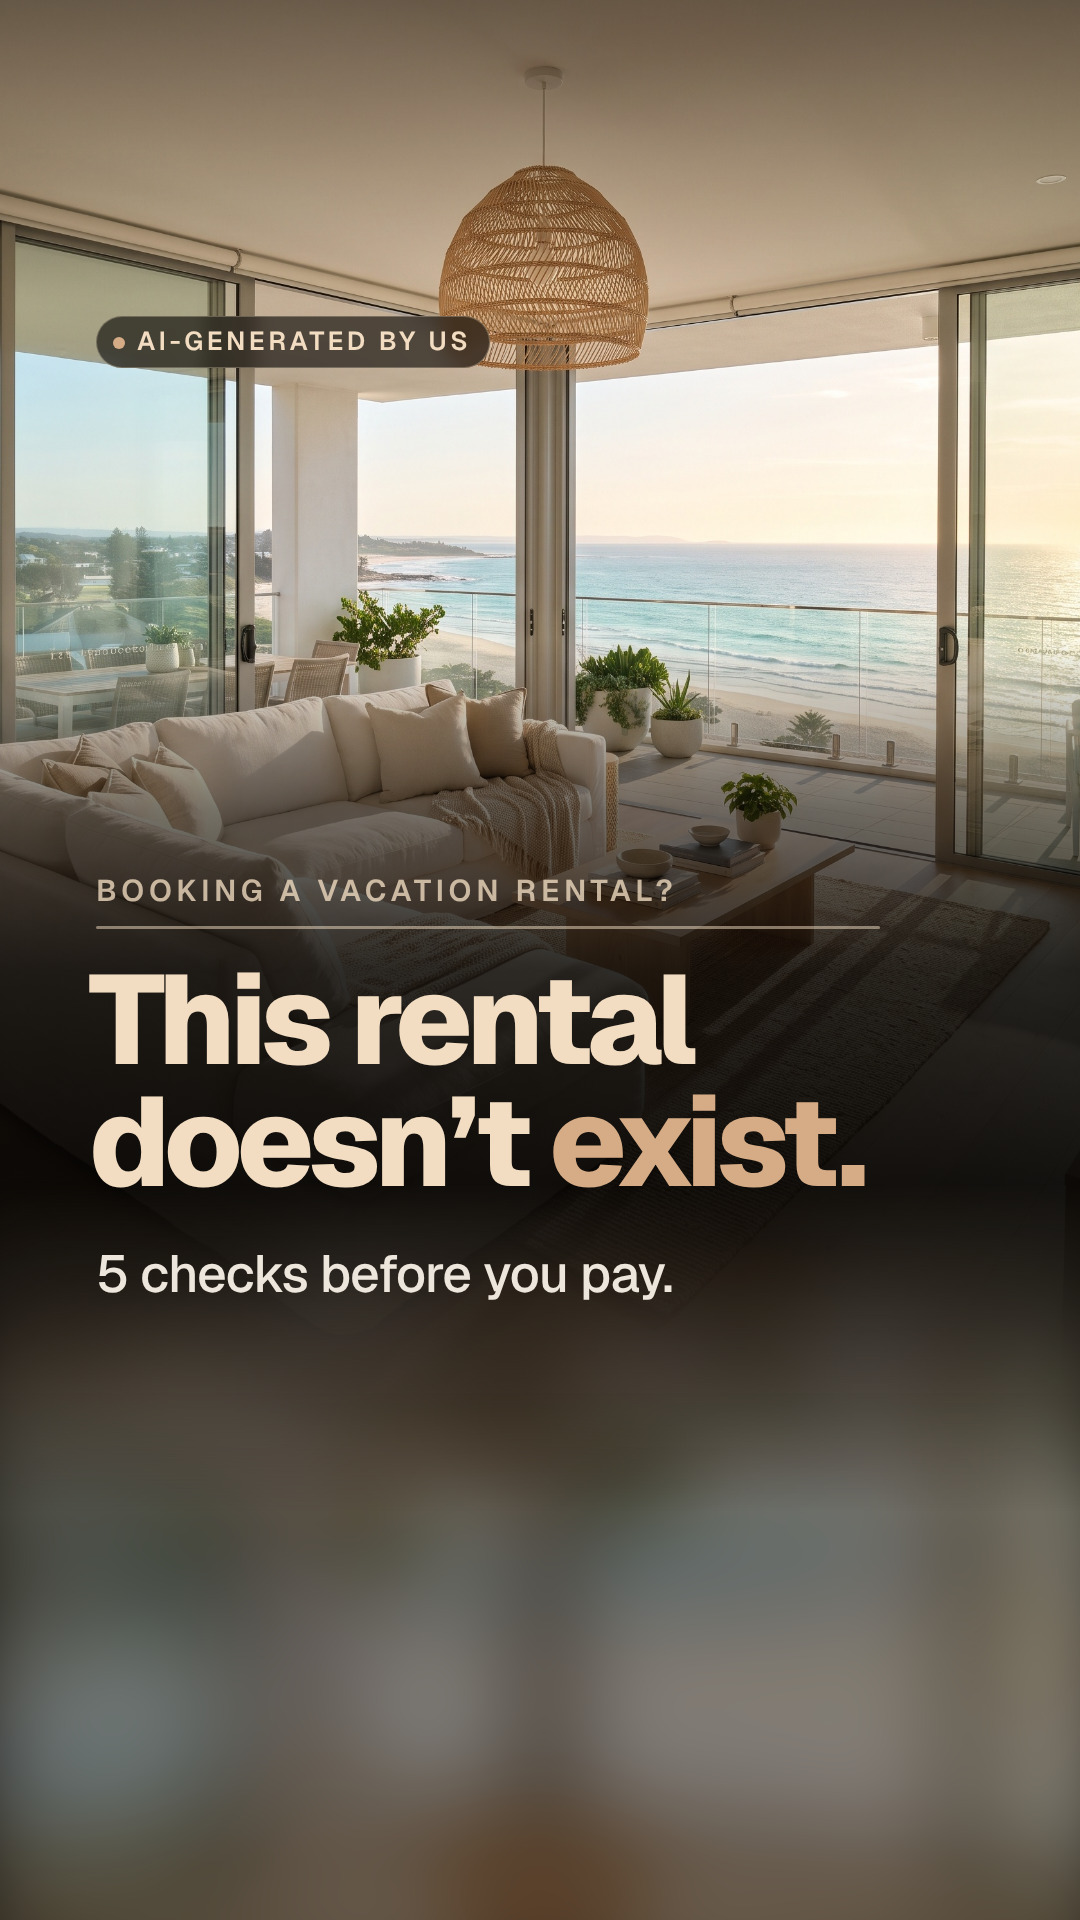 AI-GENERATED BY US
BOOKING A VACATION RENTAL?
This rental
doesn’t exist.
5 checks before you pay.